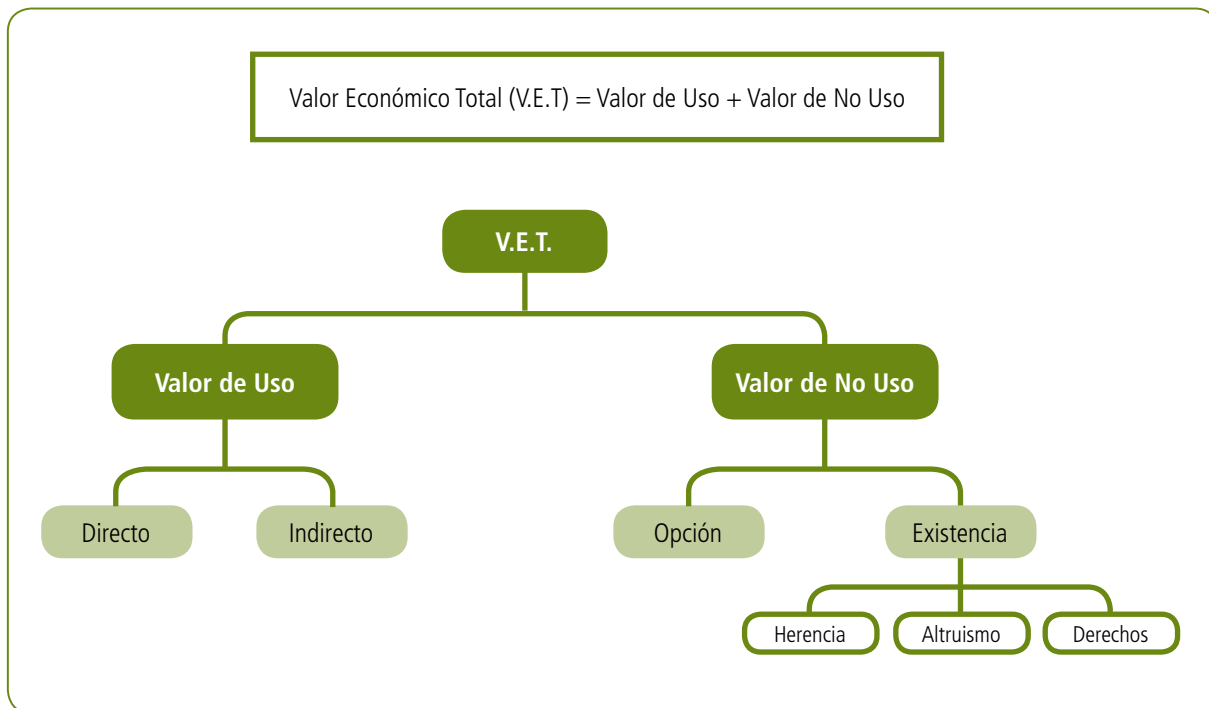 Valor Económico Total (V.E.T) = Valor de Uso + Valor de No Uso
V.E.T.
Valor de Uso
Valor de No Uso
Directo
Indirecto
Opción
Existencia
Herencia
Altruismo
Derechos